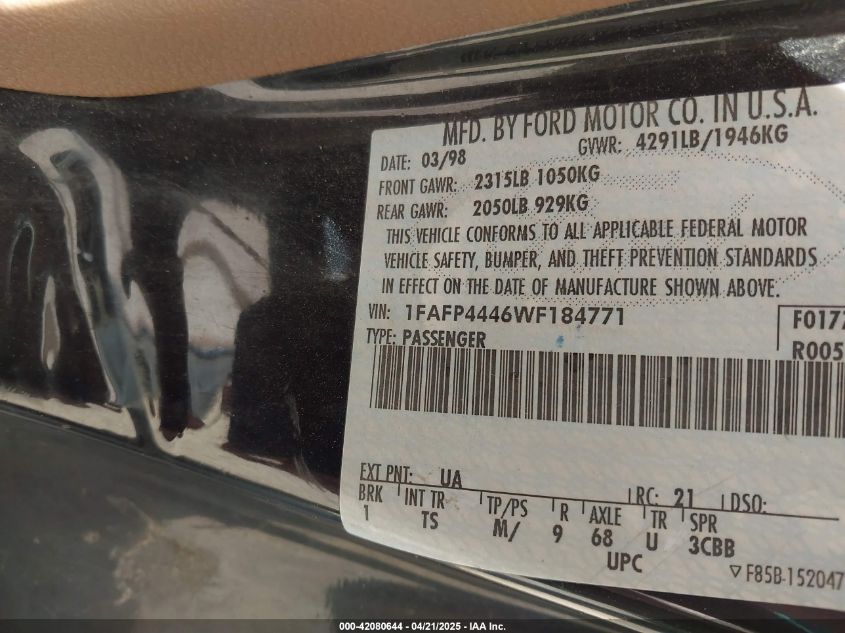 MFD. BY FORD MOTOR CO. IN U.S.A.
DATE: 03/98 GVWR: 4291LB/1946KG
FRONT GAWR: 2315LB 1050KG
REAR GAWR: 2050LB 929KG
THIS VEHICLE CONFORMS TO ALL APPLICABLE FEDERAL MOTOR
VEHICLE SAFETY, BUMPER, AND THEFT PREVENTION STANDARDS
IN EFFECT ON THE DATE OF MANUFACTURE SHOWN ABOVE.
VIN: 1FAFP4446WF184771 F017
TYPE: PASSENGER R005
EXT PNT: UA RC: 21 DSO:
BRK INT TR TP/PS R AXLE TR SPR
1 TS M/ 9 68 U 3CBB
UPC
▽F85B-152047
000-42080644 - 04/21/2025 - IAA Inc.